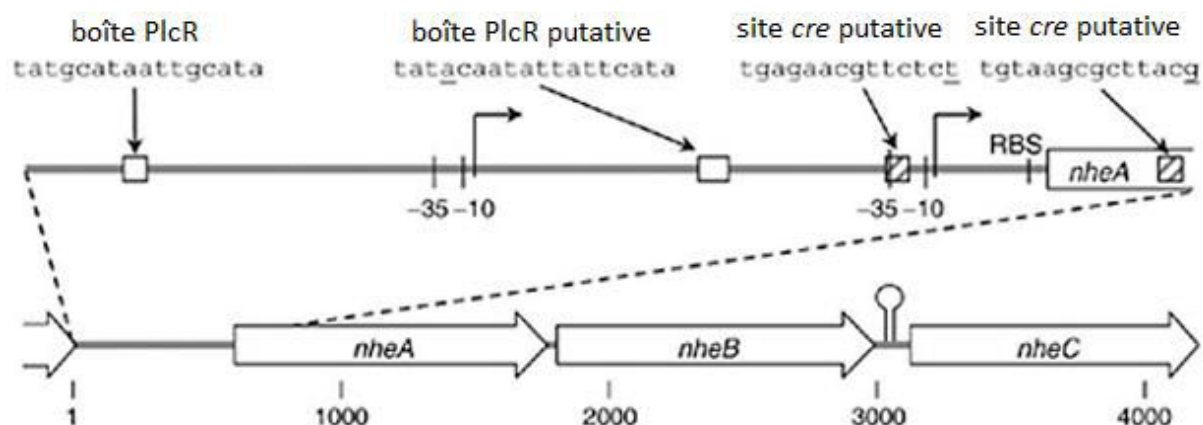 boîte PlcR boîte PlcR putative site cre putative site cre putative
tatgcataattgcata tatacaatattattcata tgagaacgttctct tgtaagcgcttacg
RBS
nheA
−35 −10 −35 −10
nheA nheB nheC
1 1000 2000 3000 4000